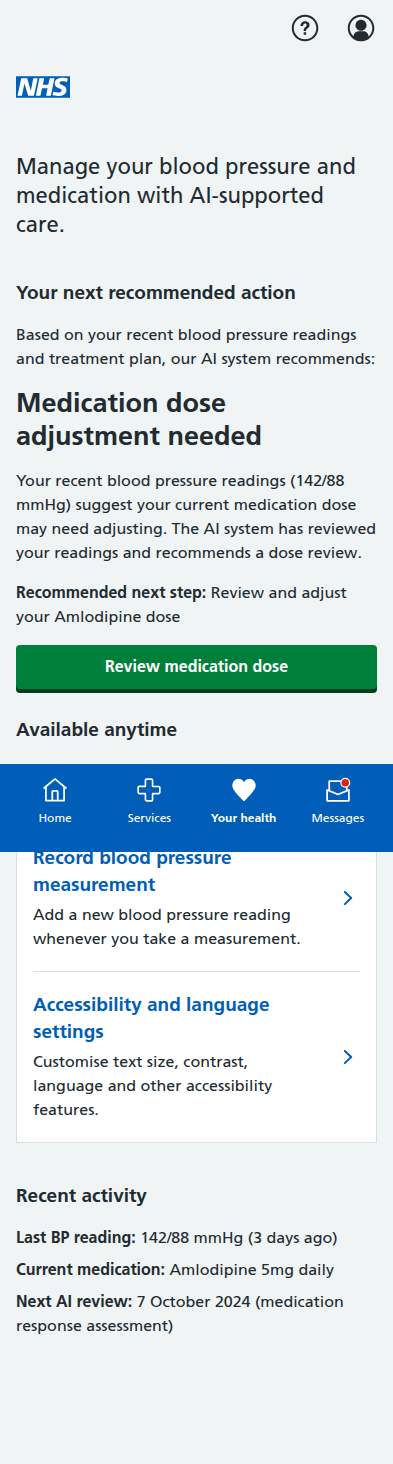 NHS
Manage your blood pressure and
medication with AI-supported
care.
Your next recommended action
Based on your recent blood pressure readings
and treatment plan, our AI system recommends:
Medication dose
adjustment needed
Your recent blood pressure readings (142/88
mmHg) suggest your current medication dose
may need adjusting. The AI system has reviewed
your readings and recommends a dose review.
Recommended next step: Review and adjust
your Amlodipine dose
Review medication dose
Available anytime
Home
Services
Your health
Messages
Record blood pressure
measurement
Add a new blood pressure reading
whenever you take a measurement.
Accessibility and language
settings
Customise text size, contrast,
language and other accessibility
features.
Recent activity
Last BP reading: 142/88 mmHg (3 days ago)
Current medication: Amlodipine 5mg daily
Next AI review: 7 October 2024 (medication
response assessment)